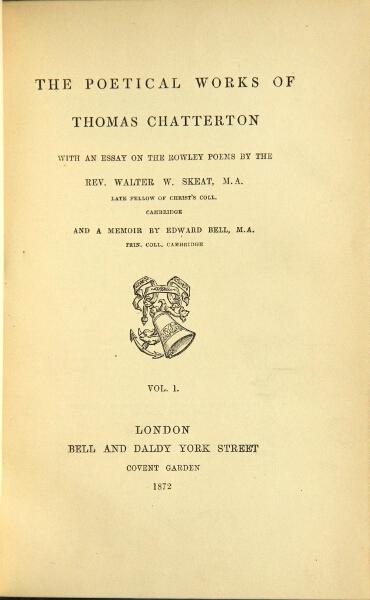 THE POETICAL WORKS OF
THOMAS CHATTERTON
WITH AN ESSAY ON THE ROWLEY POEMS BY THE
REV. WALTER W. SKEAT, M.A.
LATE FELLOW OF CHRIST'S COLL.
CAMBRIDGE
AND A MEMOIR BY EDWARD BELL, M.A.
TRIN. COLL. CAMBRIDGE
VOL. I.
LONDON
BELL AND DALDY YORK STREET
COVENT GARDEN
1872